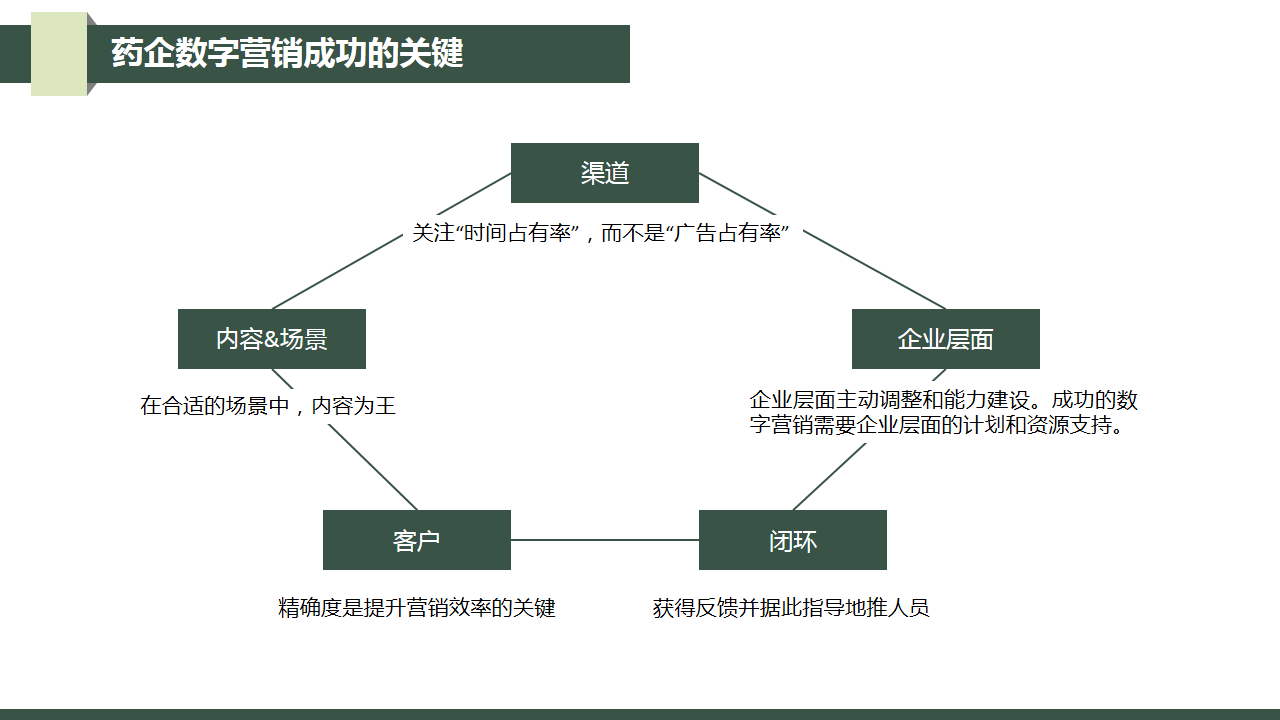 药企数字营销成功的关键
渠道
关注“时间占有率”，而不是“广告占有率”
内容&场景
在合适的场景中，内容为王
企业层面
企业层面主动调整和能力建设。成功的数
字营销需要企业层面的计划和资源支持。
客户
精确度是提升营销效率的关键
闭环
获得反馈并据此指导地推人员